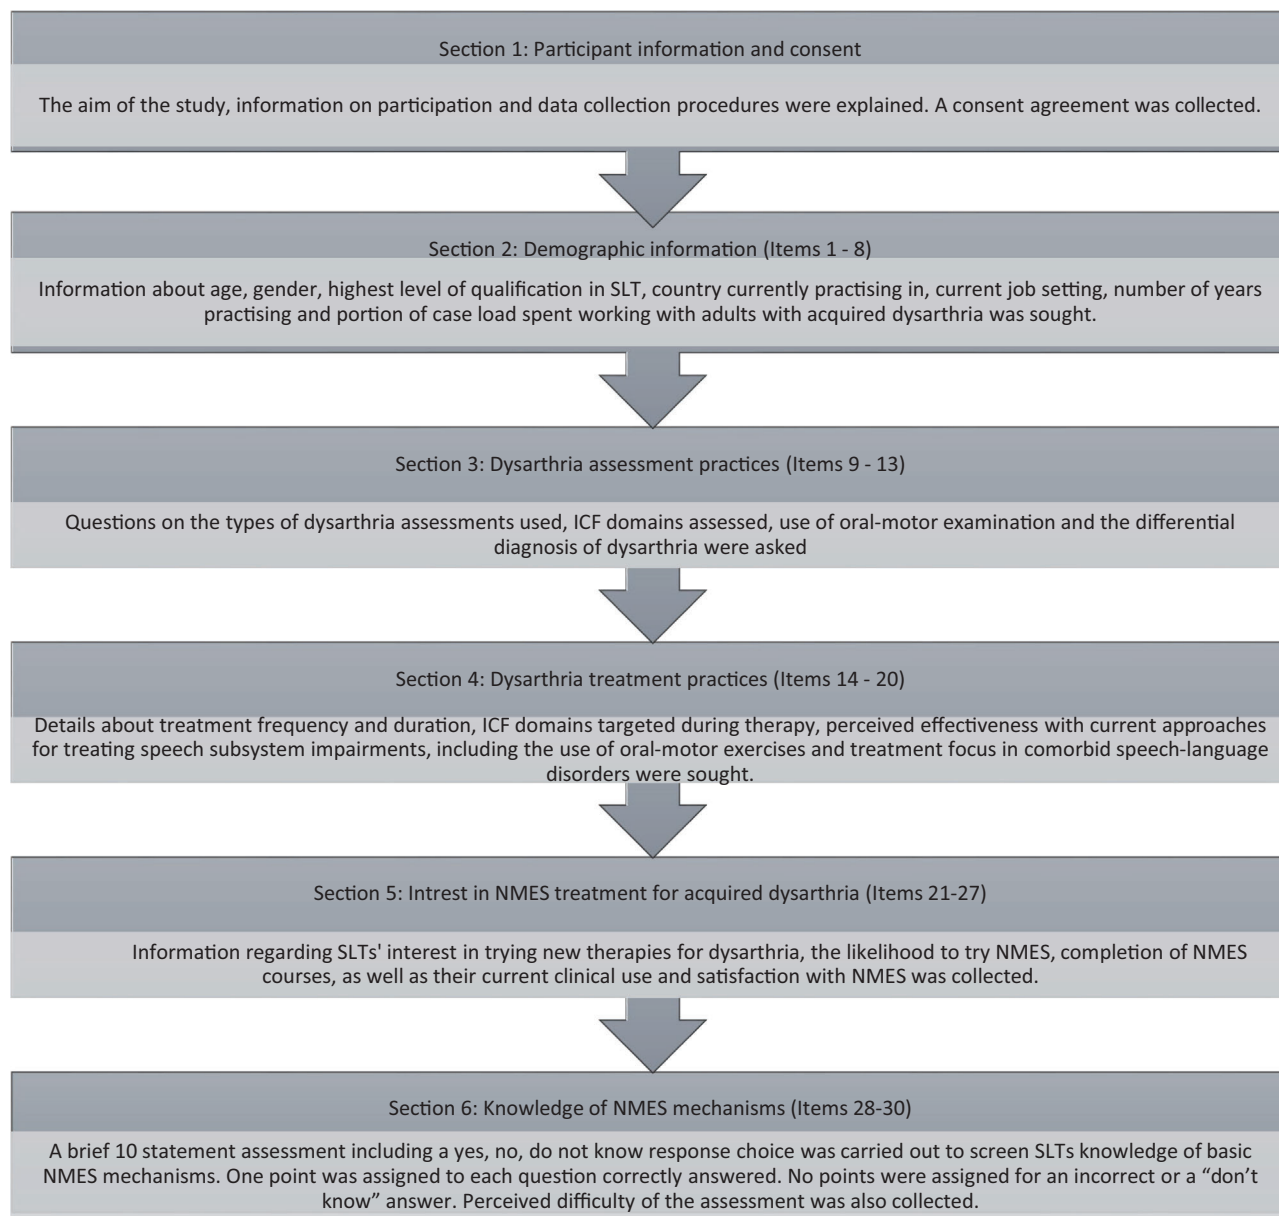 Section 1: Participant information and consent
The aim of the study, information on participation and data collection procedures were explained. A consent agreement was collected.
Section 2: Demographic information (Items 1 - 8)
Information about age, gender, highest level of qualification in SLT, country currently practising in, current job setting, number of years
practising and portion of case load spent working with adults with acquired dysarthria was sought.
Section 3: Dysarthria assessment practices (Items 9 - 13)
Questions on the types of dysarthria assessments used, ICF domains assessed, use of oral-motor examination and the differential
diagnosis of dysarthria were asked
Section 4: Dysarthria treatment practices (Items 14 - 20)
Details about treatment frequency and duration, ICF domains targeted during therapy, perceived effectiveness with current approaches
for treating speech subsystem impairments, including the use of oral-motor exercises and treatment focus in comorbid speech-language
disorders were sought.
Section 5: Intrest in NMES treatment for acquired dysarthria (Items 21-27)
Information regarding SLTs' interest in trying new therapies for dysarthria, the likelihood to try NMES, completion of NMES
courses, as well as their current clinical use and satisfaction with NMES was collected.
Section 6: Knowledge of NMES mechanisms (Items 28-30)
A brief 10 statement assessment including a yes, no, do not know response choice was carried out to screen SLTs knowledge of basic
NMES mechanisms. One point was assigned to each question correctly answered. No points were assigned for an incorrect or a “don’t
know” answer. Perceived difficulty of the assessment was also collected.